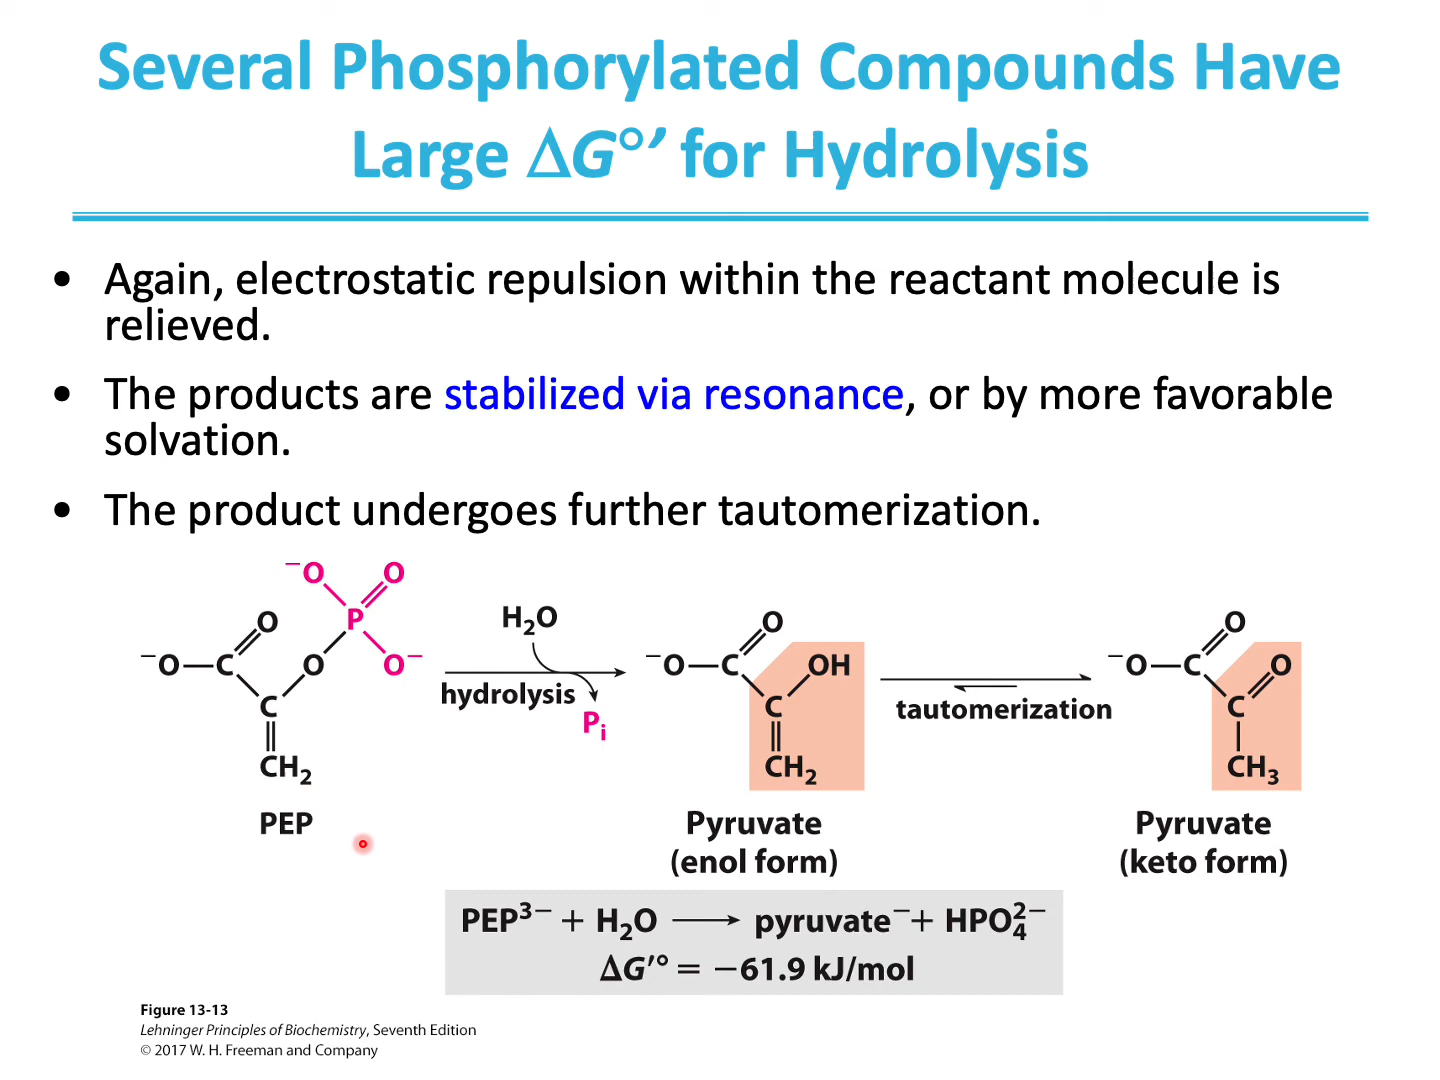 Several Phosphorylated Compounds Have
Large ΔG°′ for Hydrolysis
• Again, electrostatic repulsion within the reactant molecule is
relieved.
• The products are stabilized via resonance, or by more favorable
solvation.
• The product undergoes further tautomerization.
⁻O O
P
O⁻
O
⁻O—C
O
C
CH₂
PEP
H₂O
hydrolysis
Pᵢ
O
⁻O—C
OH
C
CH₂
Pyruvate
(enol form)
tautomerization
O
⁻O—C
O
C
CH₃
Pyruvate
(keto form)
PEP³⁻ + H₂O ⟶ pyruvate⁻ + HPO₄²⁻
ΔG′° = −61.9 kJ/mol
Figure 13-13
Lehninger Principles of Biochemistry, Seventh Edition
© 2017 W. H. Freeman and Company